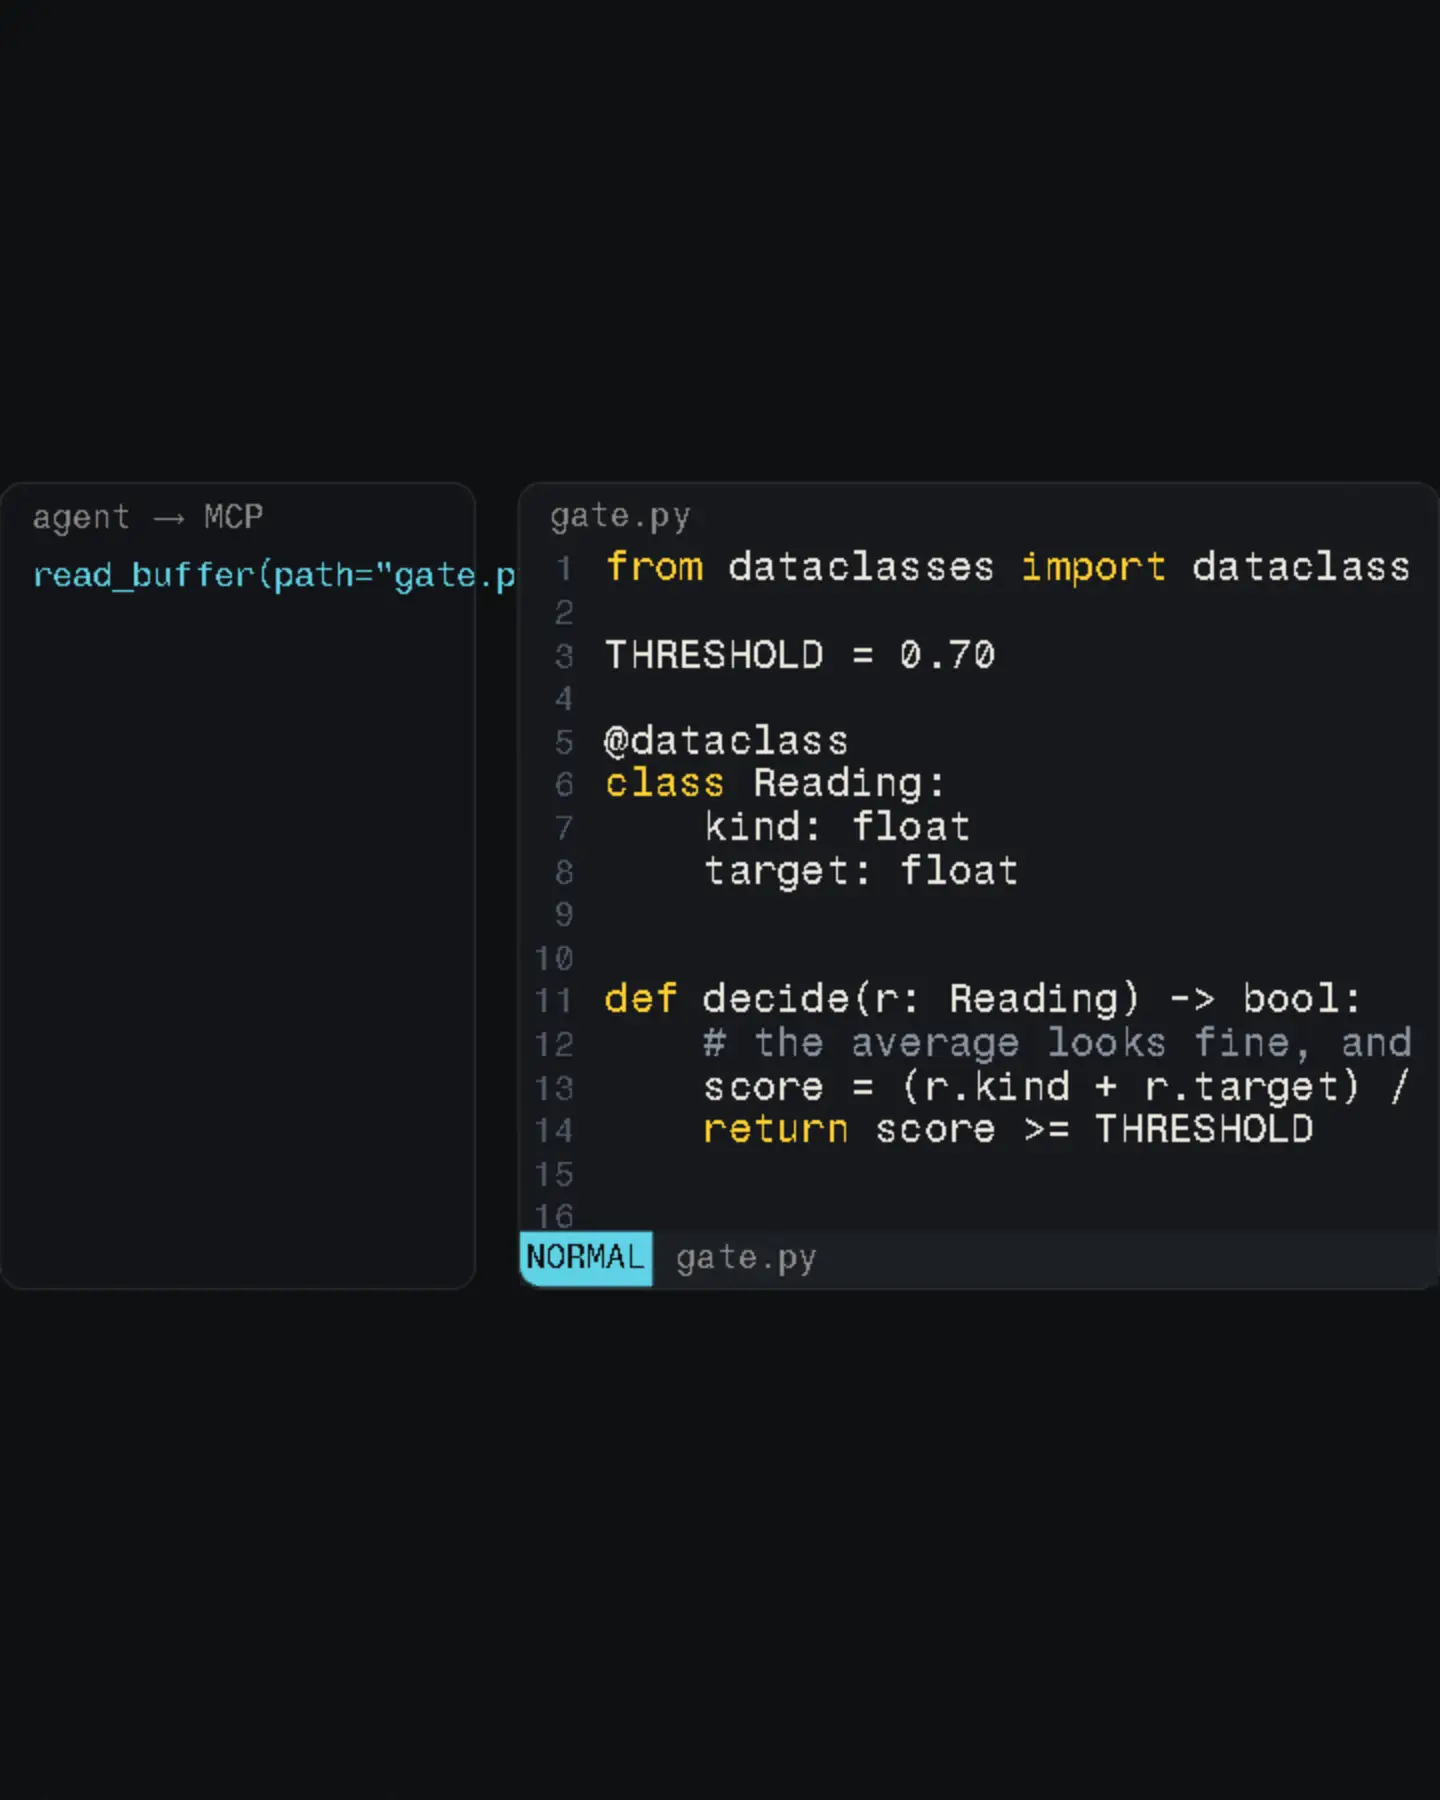 agent → MCP
read_buffer(path="gate.p
gate.py
1 from dataclasses import dataclass
2
3 THRESHOLD = 0.70
4
5 @dataclass
6 class Reading:
7     kind: float
8     target: float
9
10
11 def decide(r: Reading) -> bool:
12     # the average looks fine, and
13     score = (r.kind + r.target) /
14     return score >= THRESHOLD
15
16
NORMAL gate.py